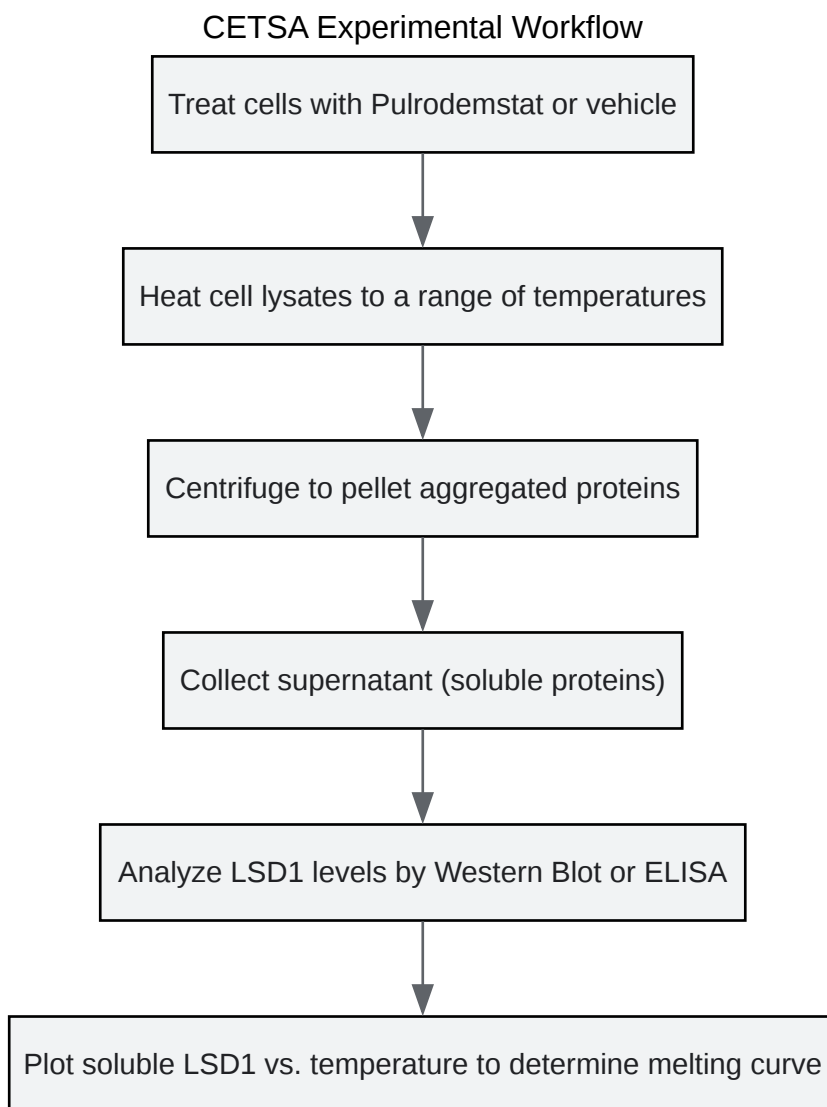 CETSA Experimental Workflow
Treat cells with Pulrodemstat or vehicle
Heat cell lysates to a range of temperatures
Centrifuge to pellet aggregated proteins
Collect supernatant (soluble proteins)
Analyze LSD1 levels by Western Blot or ELISA
Plot soluble LSD1 vs. temperature to determine melting curve